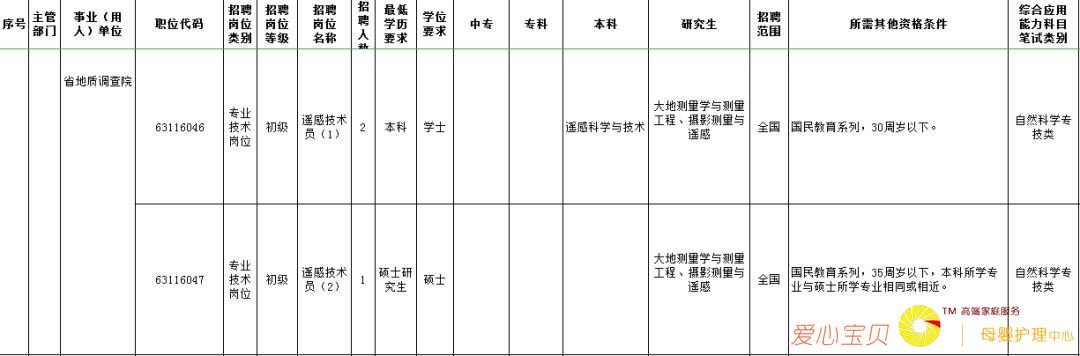 序号
主管
部门
事业（用
人）单位
职位代码
招聘
岗位
类别
招聘
岗位
等级
招聘
岗位
名称
招
聘
人
数
最低
学历
要求
学位
要求
中专
专科
本科
研究生
招聘
范围
所需其他资格条件
综合应用
能力科目
笔试类别
省地质调查院
63116046
专业
技术
岗位
初级
遥感技术
员（1）
2
本科
学士
遥感科学与技术
大地测量学与测量
工程、摄影测量与
遥感
全国
国民教育系列，30周岁以下。
自然科学专
技类
63116047
专业
技术
岗位
初级
遥感技术
员（2）
1
硕士研
究生
硕士
大地测量学与测量
工程、摄影测量与
遥感
全国
国民教育系列，35周岁以下，本科所学专
业与硕士所学专业相同或相近。
自然科学专
技类
爱心宝贝
TM 高端家庭服务
母婴护理中心